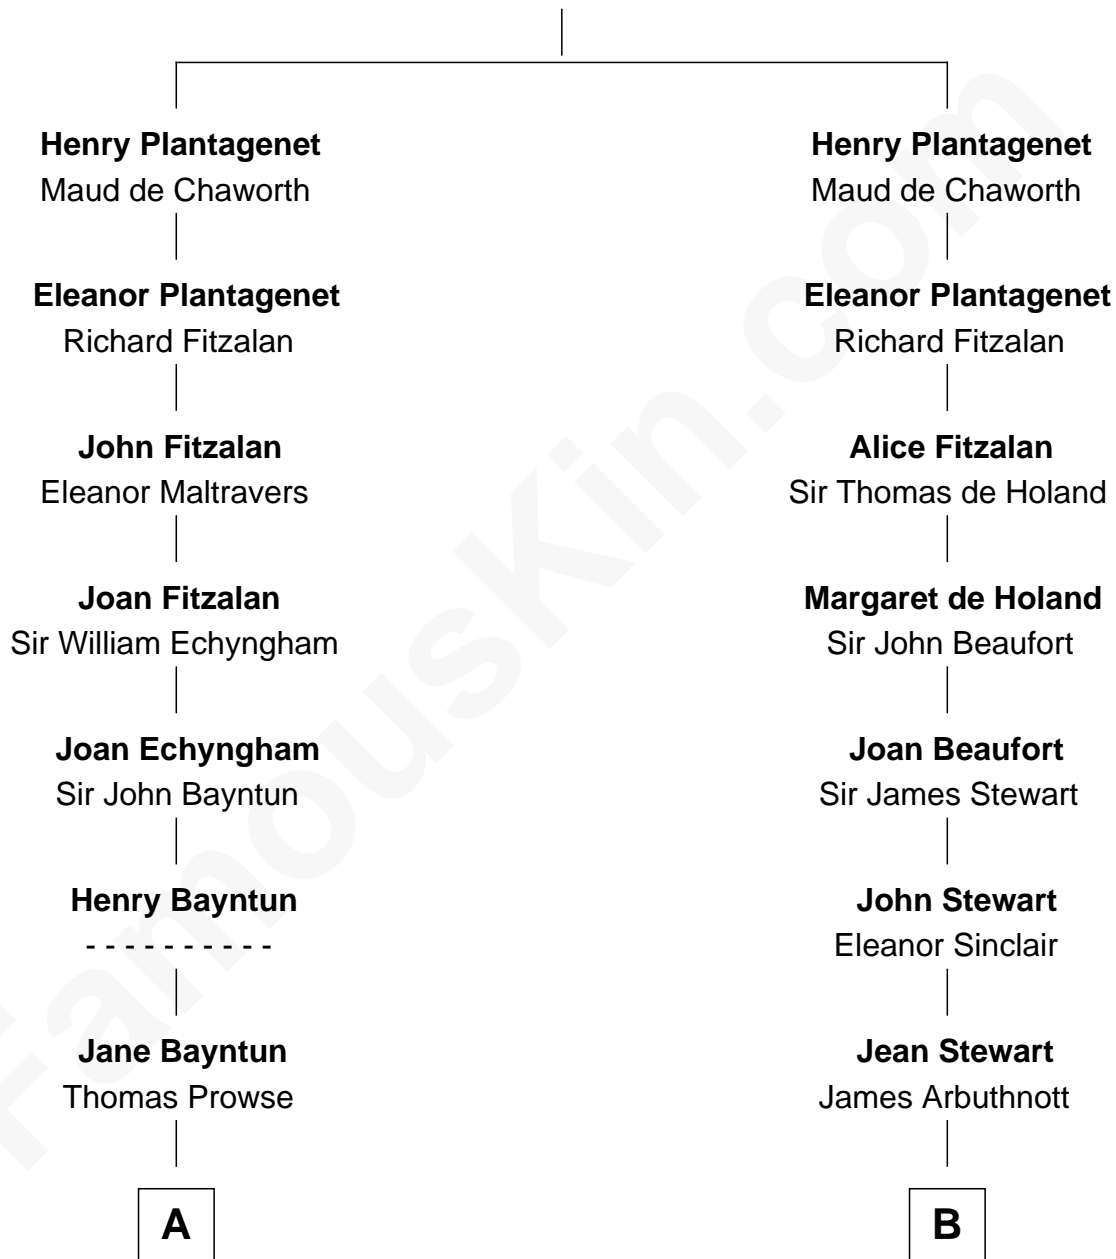 Henry Plantagenet
Maud de Chaworth
Eleanor Plantagenet
Richard Fitzalan
John Fitzalan
Eleanor Maltravers
Joan Fitzalan
Sir William Echyngham
Joan Echyngham
Sir John Bayntun
Henry Bayntun
- - - - - - - - - -
Jane Bayntun
Thomas Prowse
A
Henry Plantagenet
Maud de Chaworth
Eleanor Plantagenet
Richard Fitzalan
Alice Fitzalan
Sir Thomas de Holand
Margaret de Holand
Sir John Beaufort
Joan Beaufort
Sir James Stewart
John Stewart
Eleanor Sinclair
Jean Stewart
James Arbuthnott
B
FamousKin.com